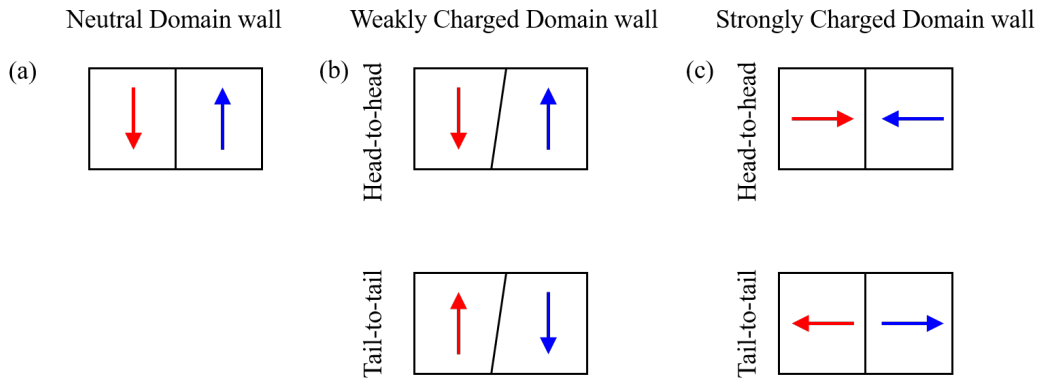 Neutral Domain wall
Weakly Charged Domain wall
Strongly Charged Domain wall
(a)
(b)
Head-to-head
(c)
Head-to-head
Tail-to-tail
Tail-to-tail